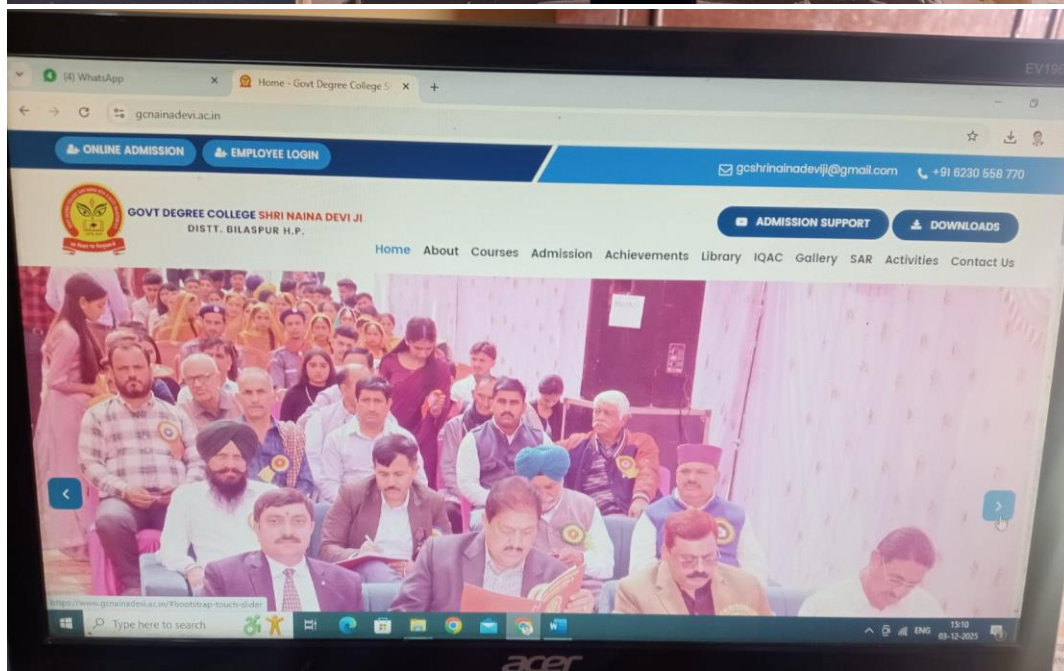 EV196
(4) WhatsApp
Home - Govt Degree College S
gcnainadevi.ac.in
ONLINE ADMISSION
EMPLOYEE LOGIN
gcshrinainadeviji@gmail.com
+91 6230 558 770
GOVT DEGREE COLLEGE SHRI NAINA DEVI JI
DISTT. BILASPUR H.P.
ADMISSION SUPPORT
DOWNLOADS
Home About Courses Admission Achievements Library IQAC Gallery SAR Activities Contact Us
https://www.gcnainadevi.ac.in/#bootstrap-touch-slider
Type here to search
ENG
15:10
03-12-2025
acer